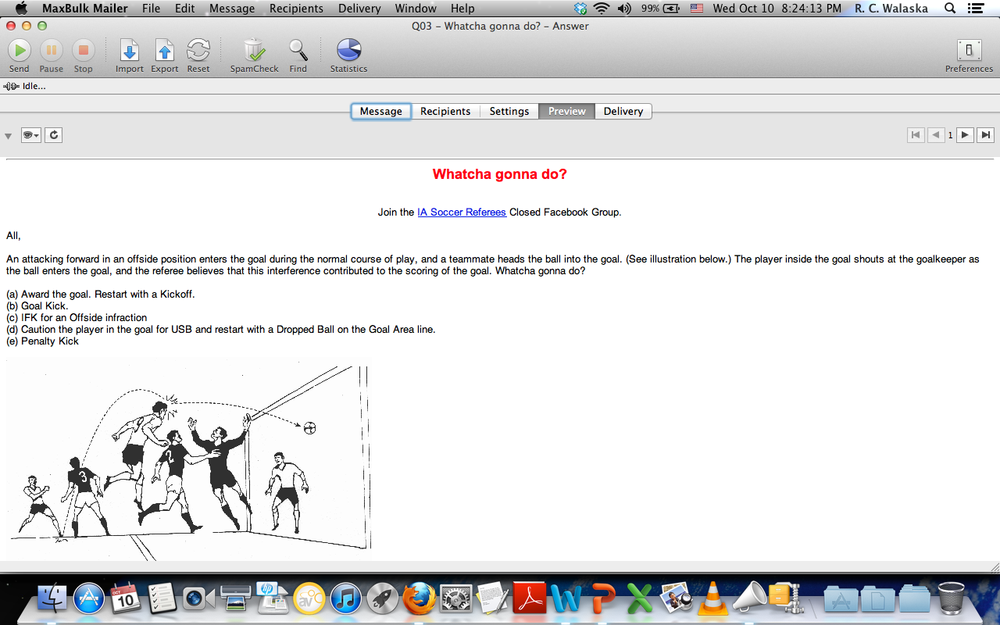 MaxBulk Mailer File Edit Message Recipients Delivery Window Help 99% Wed Oct 10 8:24:13 PM R. C. Walaska
Q03 – Whatcha gonna do? – Answer
Send Pause Stop Import Export Reset SpamCheck Find Statistics Preferences
Idle...
Message Recipients Settings Preview Delivery
1
Whatcha gonna do?
Join the IA Soccer Referees Closed Facebook Group.
All,
An attacking forward in an offside position enters the goal during the normal course of play, and a teammate heads the ball into the goal. (See illustration below.) The player inside the goal shouts at the goalkeeper as
the ball enters the goal, and the referee believes that this interference contributed to the scoring of the goal. Whatcha gonna do?
(a) Award the goal. Restart with a Kickoff.
(b) Goal Kick.
(c) IFK for an Offside infraction
(d) Caution the player in the goal for USB and restart with a Dropped Ball on the Goal Area line.
(e) Penalty Kick
3
2
OCT
10
hp
av